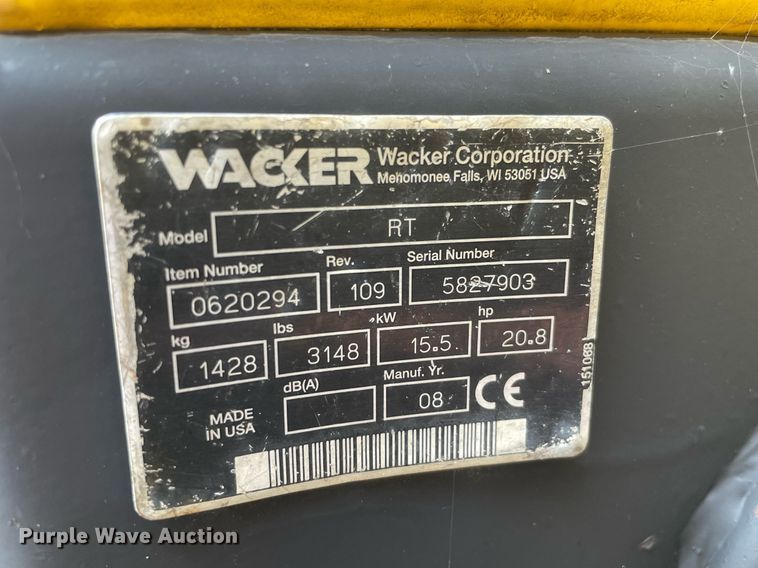 WACKER Wacker Corporation
Menomonee Falls, WI 53051 USA
Model RT
Item Number Rev. Serial Number
0620294 109 5827903
kg lbs kW hp
1428 3148 15.5 20.8
dB(A) Manuf. Yr.
MADE IN USA 08 CE
151068
Purple Wave Auction